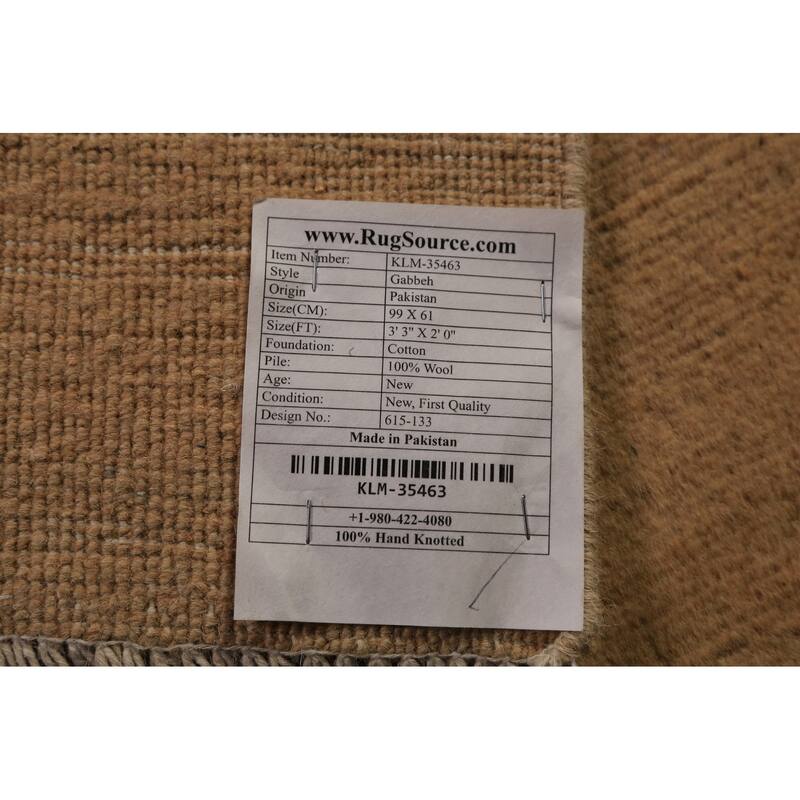 www.RugSource.com
Item Number: KLM-35463
Style Gabbeh
Origin Pakistan
Size(CM): 99 X 61
Size(FT): 3' 3" X 2' 0"
Foundation: Cotton
Pile: 100% Wool
Age: New
Condition: New, First Quality
Design No.: 615-133
Made in Pakistan
KLM-35463
+1-980-422-4080
100% Hand Knotted